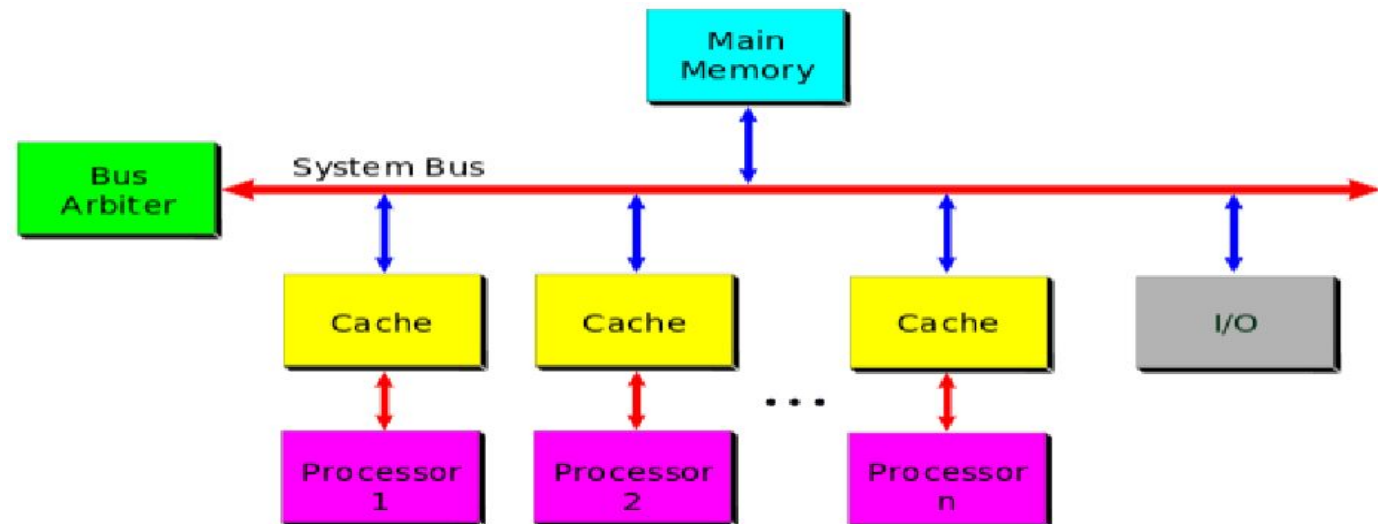 Main
Memory
System Bus
Bus
Arbiter
Cache
Cache
Cache
I/O
...
Processor
1
Processor
2
Processor
n